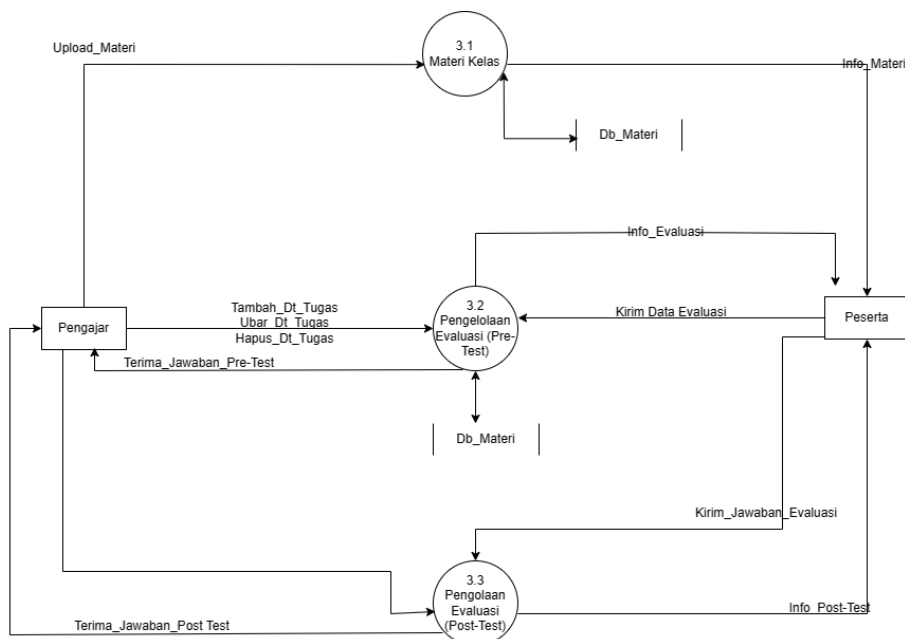 3.1
Materi Kelas
Upload_Materi
Info_Materi
Db_Materi
Info_Evaluasi
Pengajar
Tambah_Dt_Tugas
Ubar_Dt_Tugas
Hapus_Dt_Tugas
3.2
Pengelolaan
Evaluasi (Pre-
Test)
Kirim Data Evaluasi
Peserta
Terima_Jawaban_Pre-Test
Db_Materi
Kirim_Jawaban_Evaluasi
3.3
Pengolaan
Evaluasi
(Post-Test)
Info_Post-Test
Terima_Jawaban_Post Test